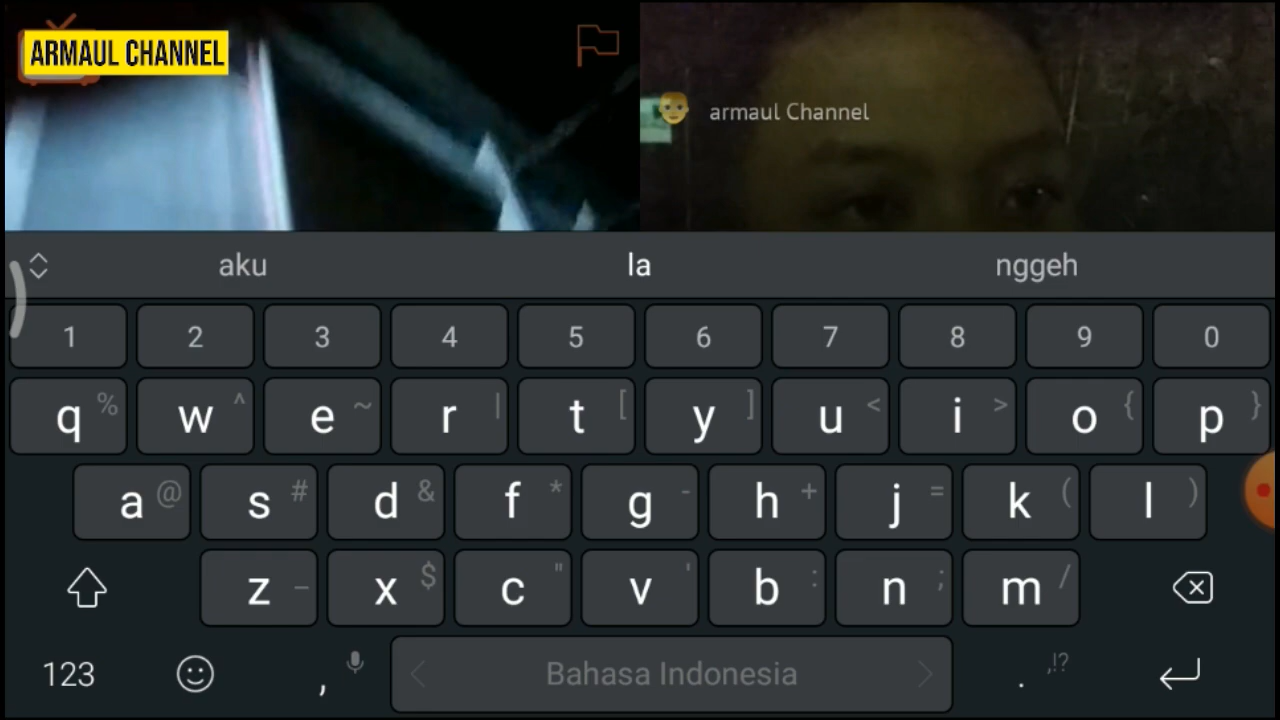 ARMAUL CHANNEL
armaul Channel
aku la nggeh
1 2 3 4 5 6 7 8 9 0
q % w ^ e ~ r | t [ y ] u < i > o { p }
a @ s # d & f * g - h + j = k ( l )
z _ x $ c " v ' b : n ; m /
123 , < Bahasa Indonesia > . ,!?